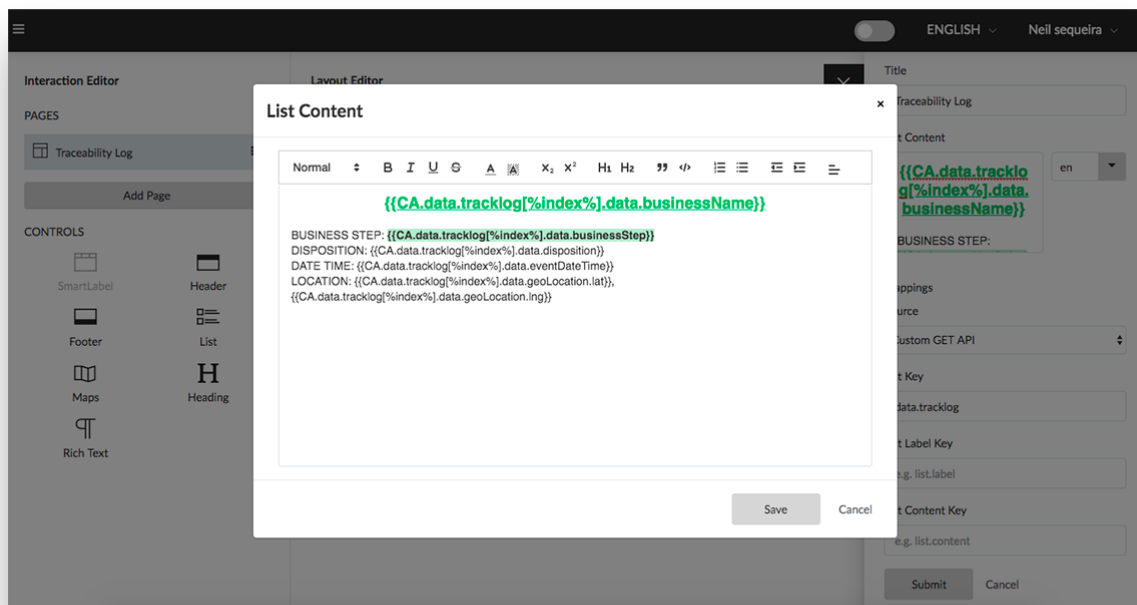 ENGLISH
Neil sequeira
Interaction Editor
PAGES
Traceability Log
Add Page
CONTROLS
SmartLabel
Header
Footer
List
Maps
Heading
Rich Text
Layout Editor
List Content
×
Normal
B I U S A A X₂ X² H1 H2 ” </>
{{CA.data.tracklog[%index%].data.businessName}}
BUSINESS STEP: {{CA.data.tracklog[%index%].data.businessStep}}
DISPOSITION: {{CA.data.tracklog[%index%].data.disposition}}
DATE TIME: {{CA.data.tracklog[%index%].data.eventDateTime}}
LOCATION: {{CA.data.tracklog[%index%].data.geoLocation.lat}},
{{CA.data.tracklog[%index%].data.geoLocation.lng}}
Save
Cancel
Title
Traceability Log
t Content
{{CA.data.tracklo
g[%index%].data.
businessName}}
en
BUSINESS STEP:
appings
urce
ustom GET API
t Key
data.tracklog
t Label Key
e.g. list.label
t Content Key
e.g. list.content
Submit
Cancel